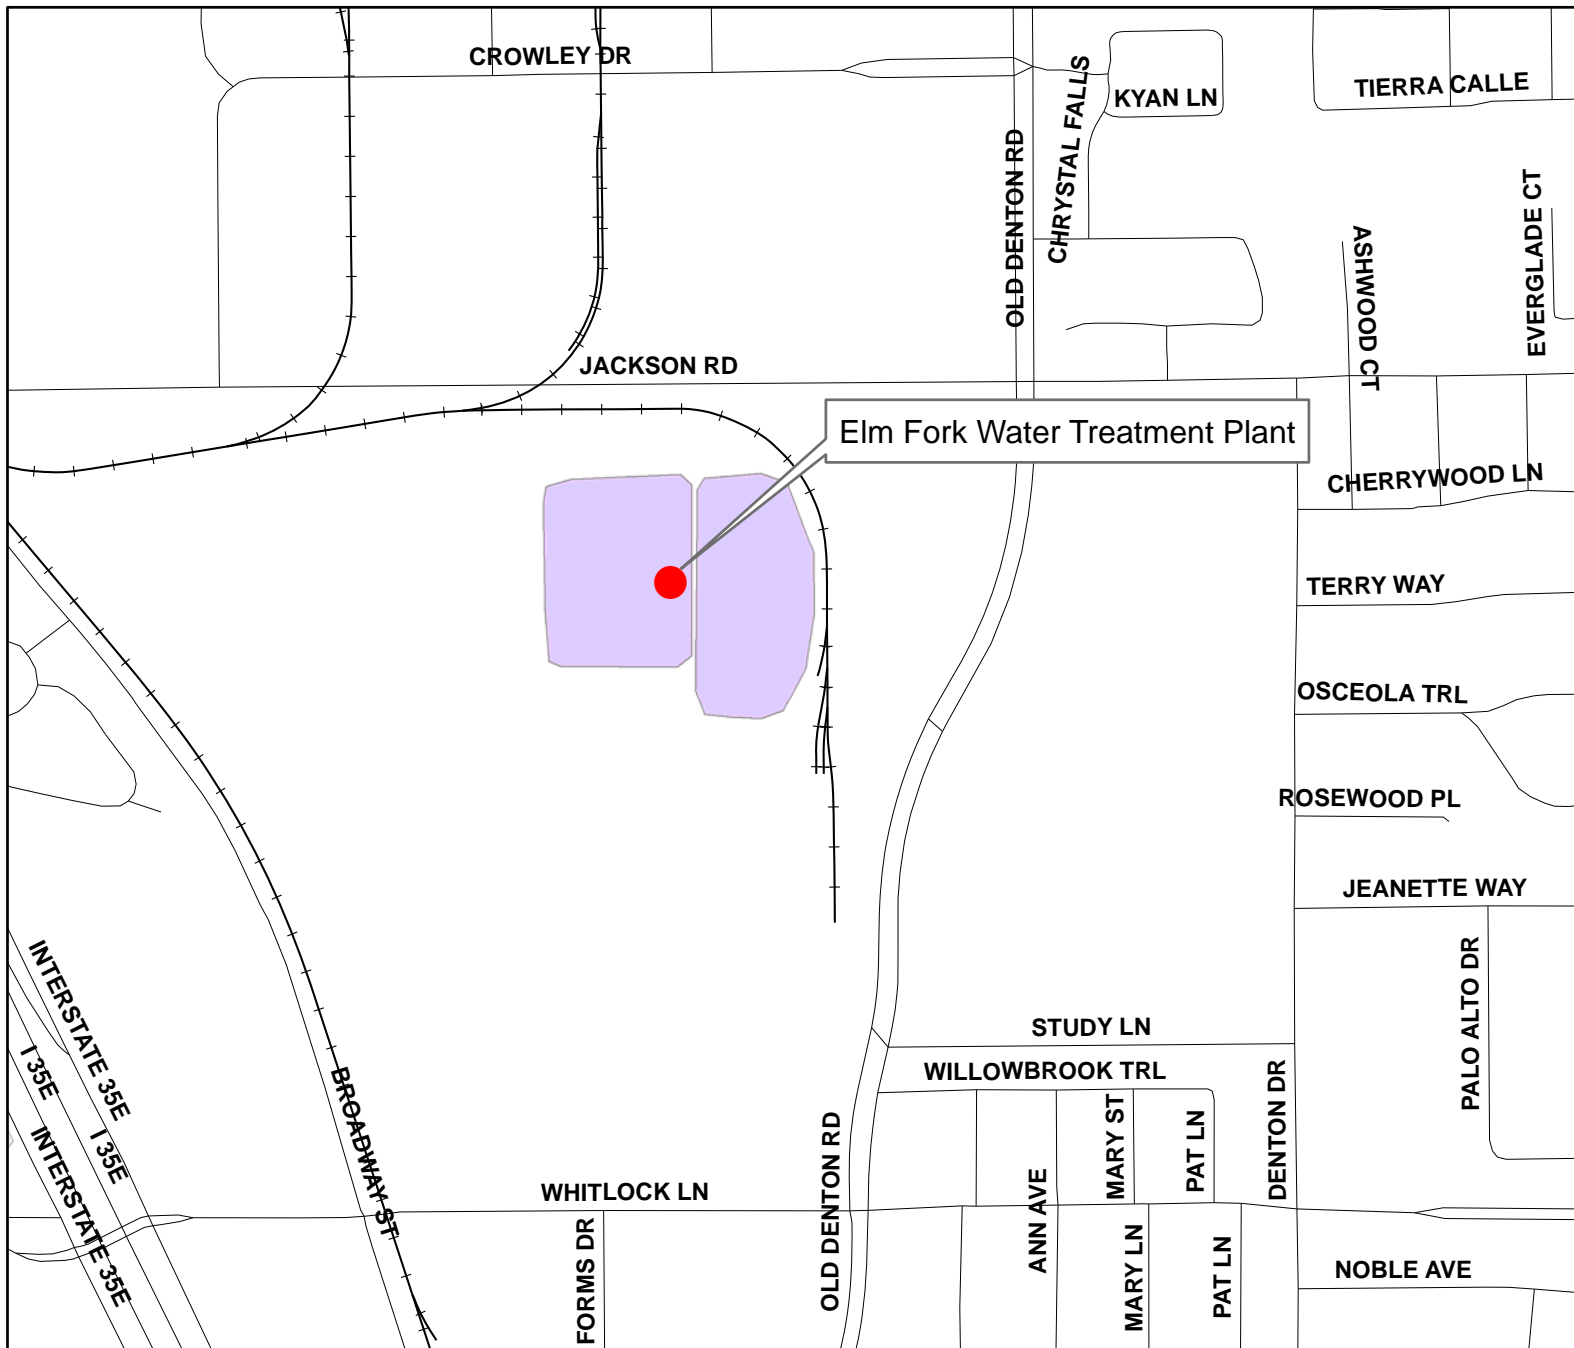 CROWLEY DR
CHRYSTAL FALLS
KYAN LN
TIERRA CALLE
OLD DENTON RD
EVERGLADE CT
ASHWOOD CT
JACKSON RD
Elm Fork Water Treatment Plant
CHERRYWOOD LN
TERRY WAY
OSCEOLA TRL
ROSEWOOD PL
JEANETTE WAY
PALO ALTO DR
INTERSTATE 35E
I 35E
STUDY LN
WILLOWBROOK TRL
BROADWAY ST
DENTON DR
MARY ST
PAT LN
I 35E
INTERSTATE 35E
WHITLOCK LN
OLD DENTON RD
ANN AVE
FORMS DR
MARY LN
PAT LN
NOBLE AVE